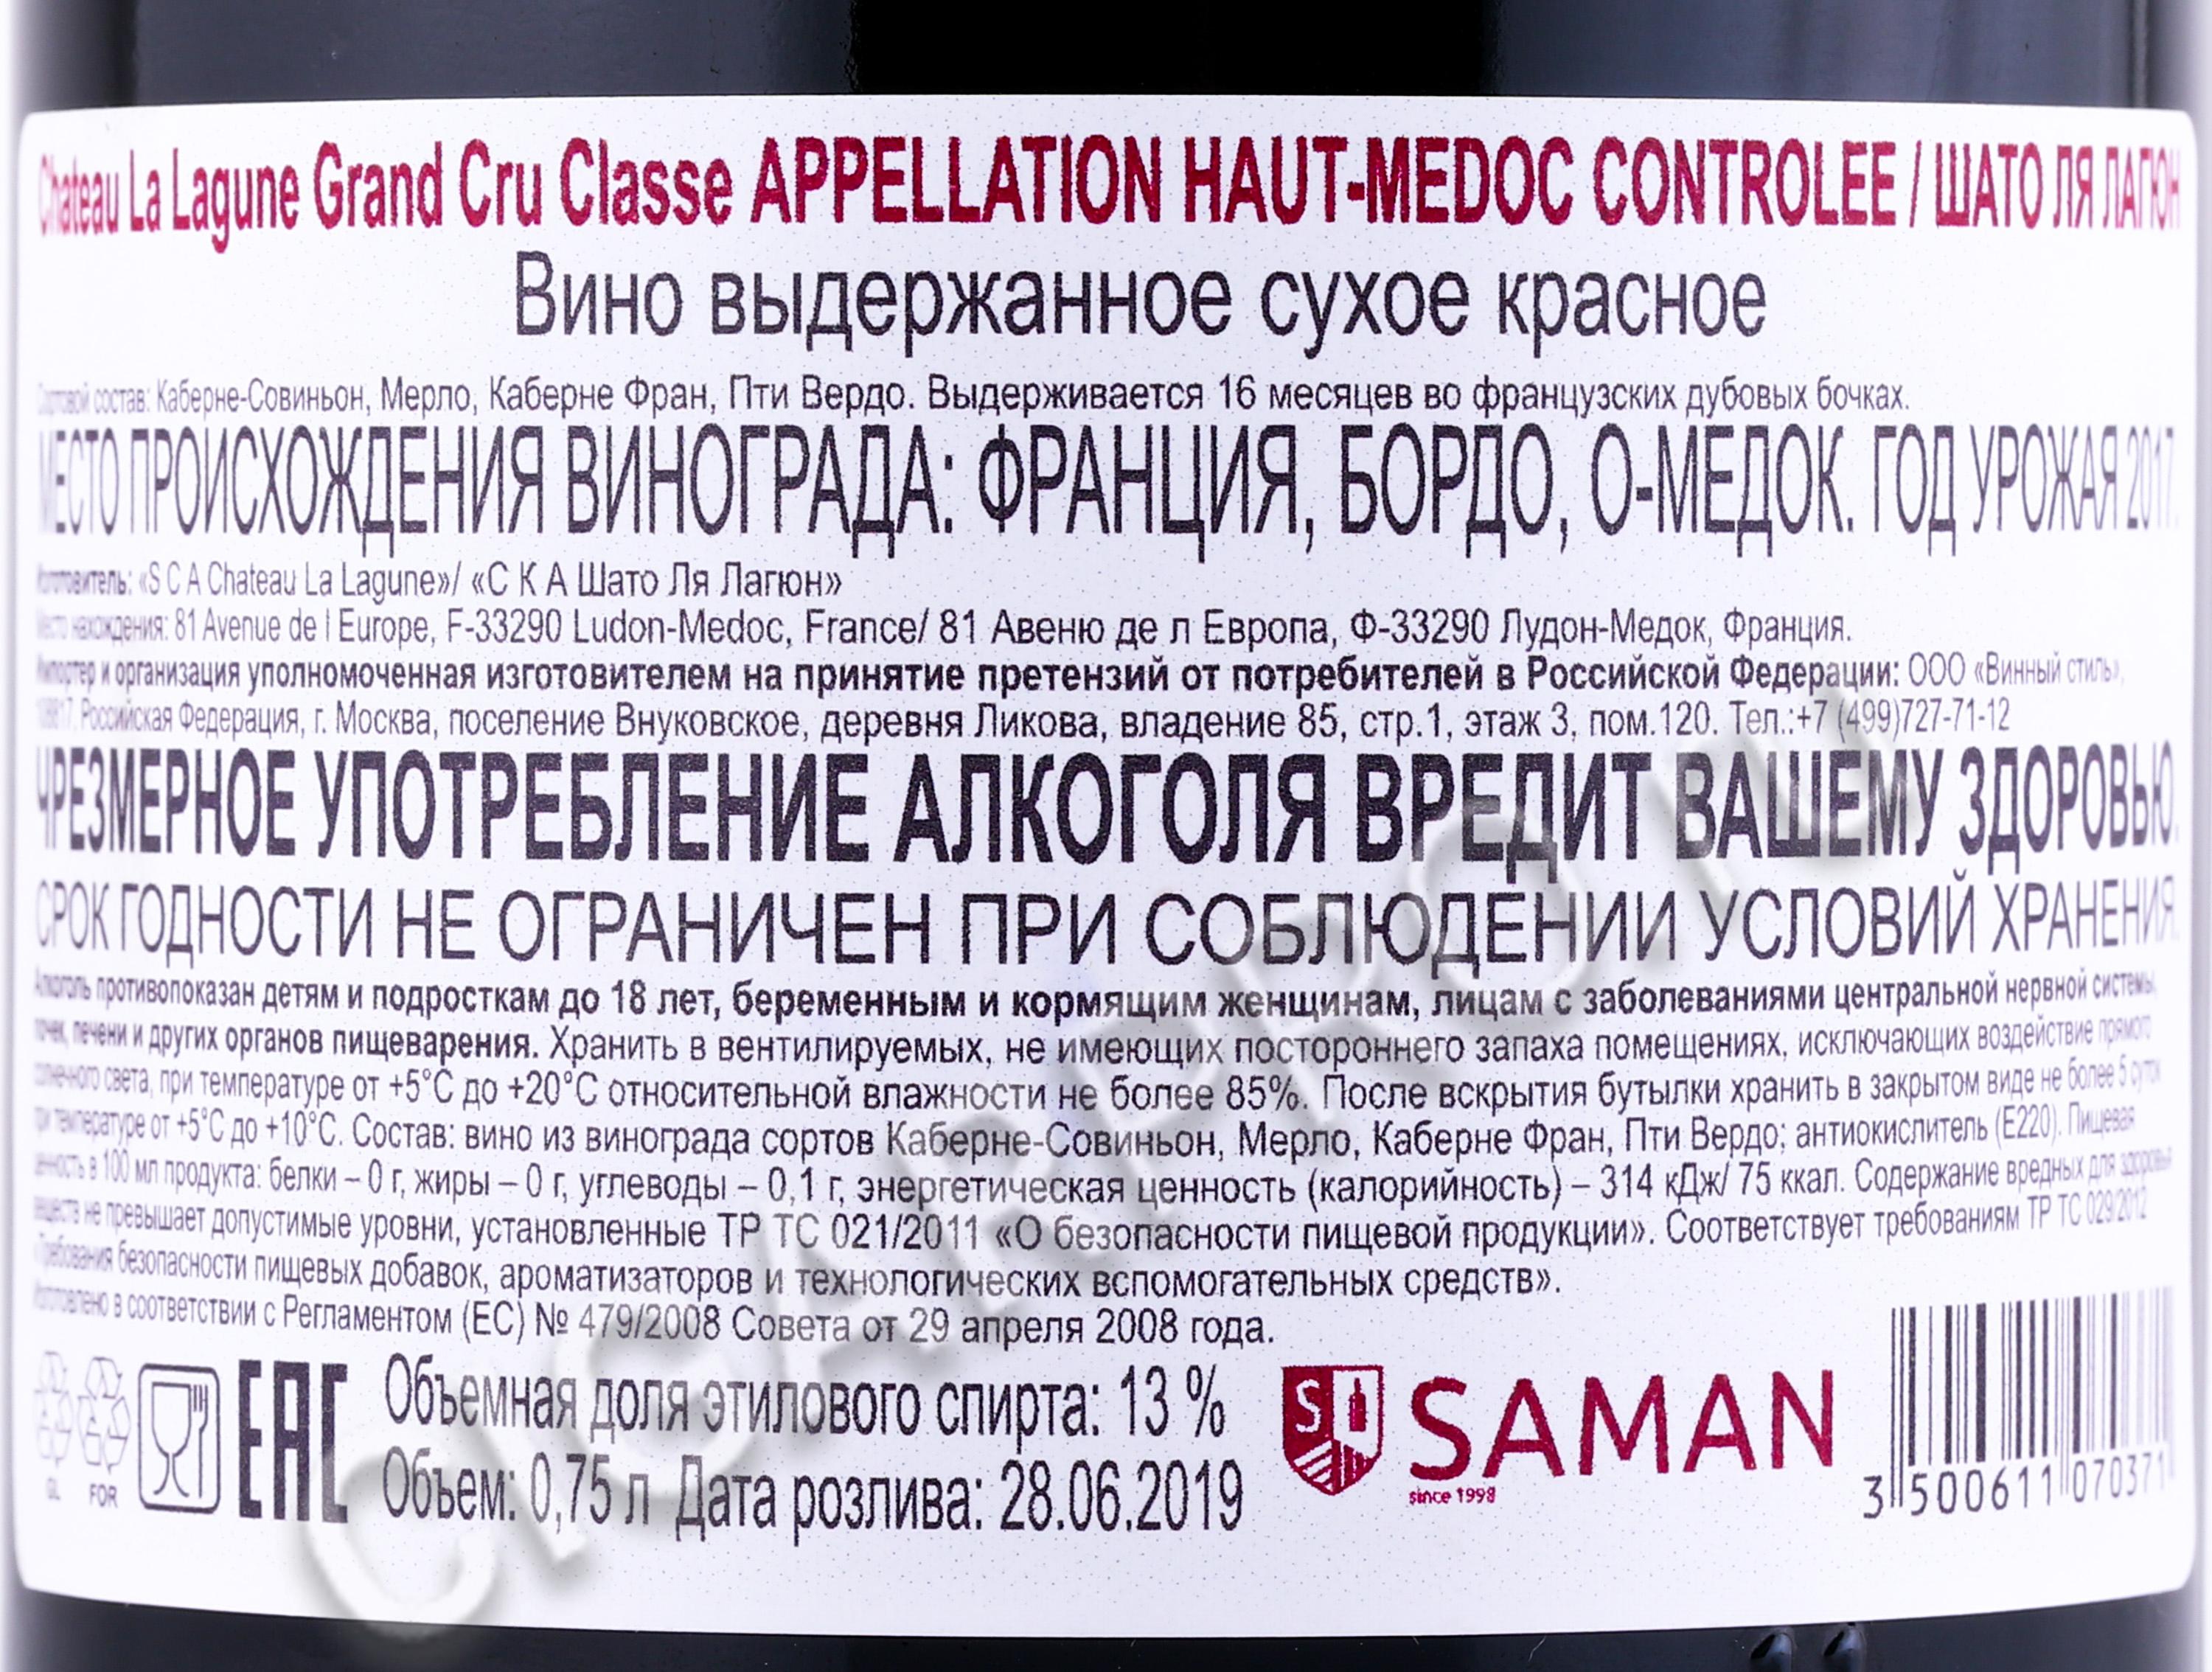 Chateau La Lagune Grand Cru Classe APPELLATION HAUT-MEDOC CONTROLEE / ШАТО ЛЯ ЛАГЮН
Вино выдержанное сухое красное
Сортовой состав: Каберне-Совиньон, Мерло, Каберне Фран, Пти Вердо. Выдерживается 16 месяцев во французских дубовых бочках.
МЕСТО ПРОИСХОЖДЕНИЯ ВИНОГРАДА: ФРАНЦИЯ, БОРДО, О-МЕДОК. ГОД УРОЖАЯ 2017.
Изготовитель: «S C A Chateau La Lagune»/ «С К А Шато Ля Лагюн»
Место нахождения: 81 Avenue de l Europe, F-33290 Ludon-Medoc, France/ 81 Авеню де л Европа, Ф-33290 Лудон-Медок, Франция.
Импортер и организация уполномоченная изготовителем на принятие претензий от потребителей в Российской Федерации: ООО «Винный стиль»,
Российская Федерация, г. Москва, поселение Внуковское, деревня Ликова, владение 85, стр.1, этаж 3, пом.120. Тел.:+7 (499)727-71-12
ЧРЕЗМЕРНОЕ УПОТРЕБЛЕНИЕ АЛКОГОЛЯ ВРЕДИТ ВАШЕМУ ЗДОРОВЬЮ.
СРОК ГОДНОСТИ НЕ ОГРАНИЧЕН ПРИ СОБЛЮДЕНИИ УСЛОВИЙ ХРАНЕНИЯ.
Алкоголь противопоказан детям и подросткам до 18 лет, беременным и кормящим женщинам, лицам с заболеваниями центральной нервной системы,
почек, печени и других органов пищеварения. Хранить в вентилируемых, не имеющих постороннего запаха помещениях, исключающих воздействие прямого
солнечного света, при температуре от +5°C до +20°C относительной влажности не более 85%. После вскрытия бутылки хранить в закрытом виде не более 5 суток
при температуре от +5°C до +10°C. Состав: вино из винограда сортов Каберне-Совиньон, Мерло, Каберне Фран, Пти Вердо; антиокислитель (Е220). Пищевая
ценность в 100 мл продукта: белки – 0 г, жиры – 0 г, углеводы – 0,1 г, энергетическая ценность (калорийность) – 314 кДж/ 75 ккал. Содержание вредных для здоровья
веществ не превышает допустимые уровни, установленные ТР ТС 021/2011 «О безопасности пищевой продукции». Соответствует требованиям ТР ТС 029/2012
«Требования безопасности пищевых добавок, ароматизаторов и технологических вспомогательных средств».
Изготовлено в соответствии с Регламентом (ЕС) № 479/2008 Совета от 29 апреля 2008 года.
GL FOR EAC
Объемная доля этилового спирта: 13 %
Объем: 0,75 л Дата розлива: 28.06.2019
SAMAN
since 1998
3 500611 070371
CIGARPRO.RU